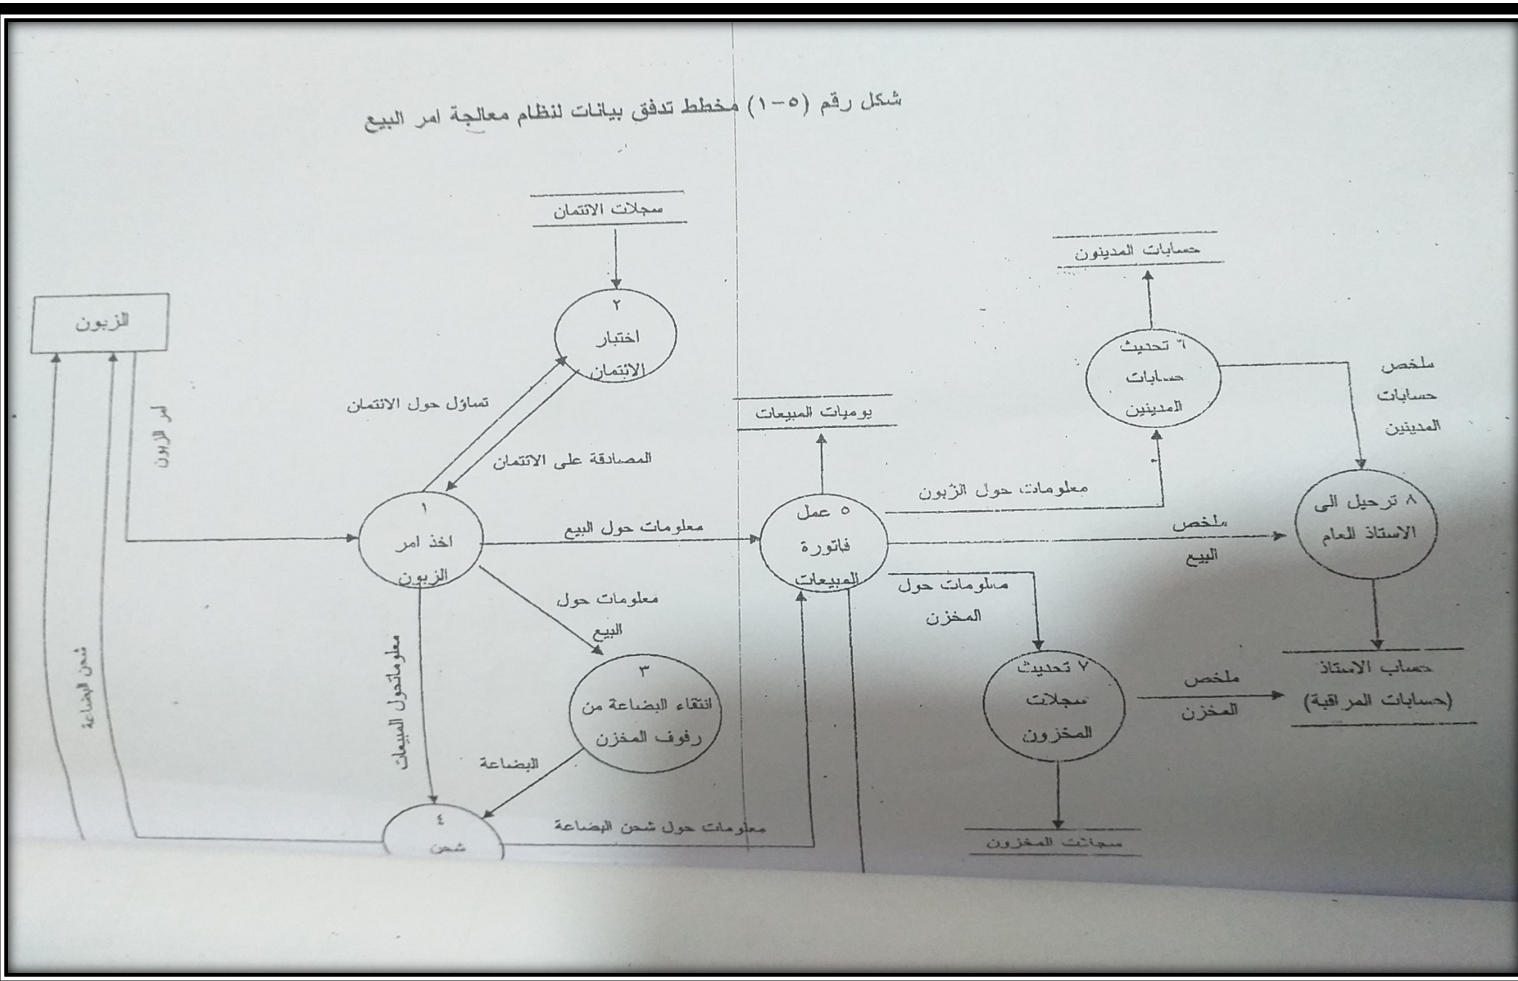 شكل رقم (٥-١) مخطط تدفق بيانات لنظام معالجة امر البيع
سجلات الائتمان
حسابات المدينون
الزبون
٢
اختبار
الائتمان
٦ تحديث
حسابات
المدينين
ملخص
حسابات
المدينين
أمر الزبون
تساؤل حول الائتمان
يوميات المبيعات
المصادقة على الائتمان
معلومات حول الزبون
١
اخذ امر
الزبون
معلومات حول البيع
٥ عمل
فاتورة
المبيعات
ملخص
البيع
٨ ترحيل الى
الاستاذ العام
معلومات حول
البيع
معلومات حول
المخزن
معلومات حول المبيعات
شحن البضاعة
٣
انتقاء البضاعة من
رفوف المخزن
٧ تحديث
سجلات
المخزون
ملخص
المخزن
حساب الاستاذ
(حسابات المراقبة)
البضاعة
٤
شحن
معلومات حول شحن البضاعة
سجلات المخزون